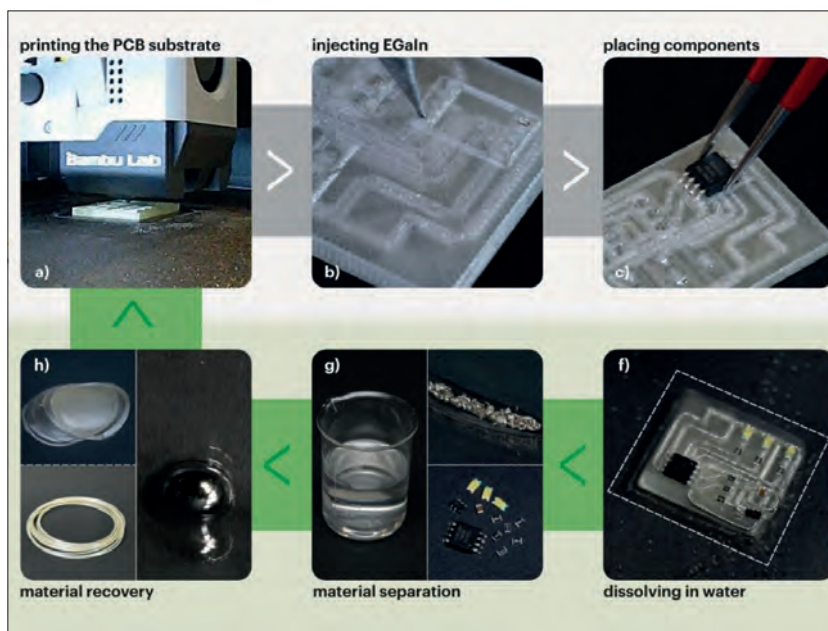 printing the PCB substrate
injecting EGaIn
placing components
Bambu Lab
a)
b)
c)
h)
g)
f)
material recovery
material separation
dissolving in water